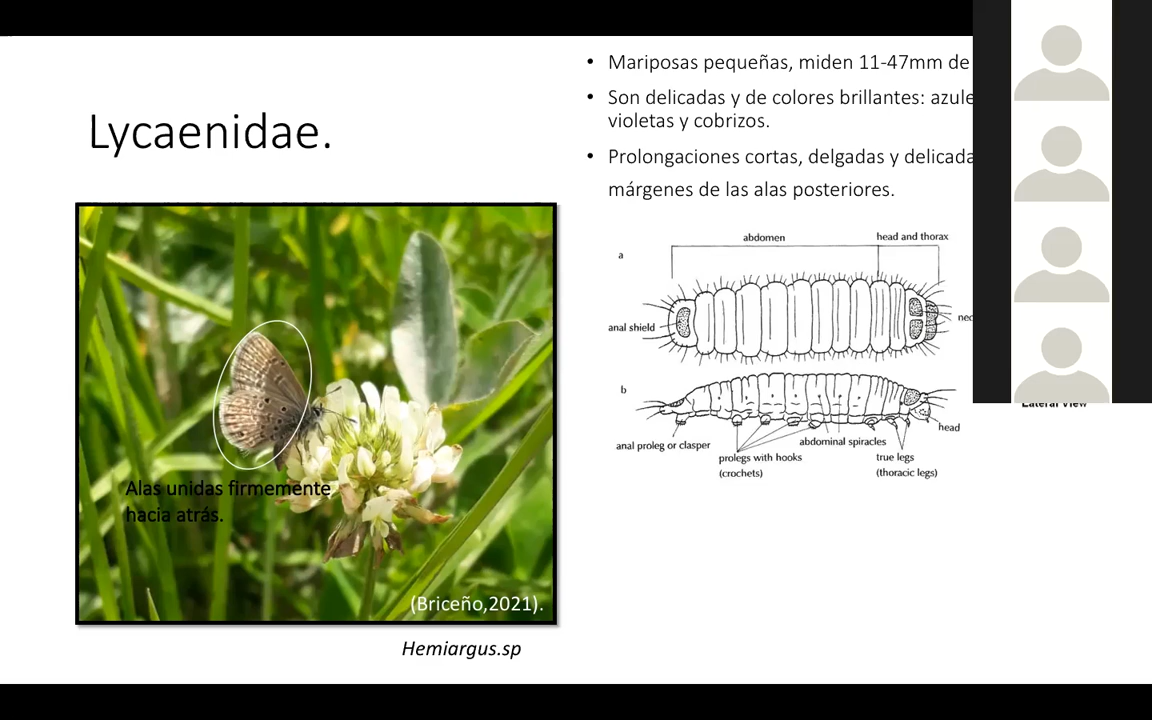 Lycaenidae.
• Mariposas pequeñas, miden 11-47mm de
• Son delicadas y de colores brillantes:
violetas y cobrizos.
• Prolongaciones cortas, delgadas y
márgenes de las alas posteriores.
Alas unidas firmemente
hacia atrás.
(Briceño,2021).
Hemiargus.sp
abdomen
head and thorax
a
anal shield
b
anal proleg or clasper
prolegs with hooks
(crochets)
abdominal spiracles
true legs
(thoracic legs)
head
Lateral View